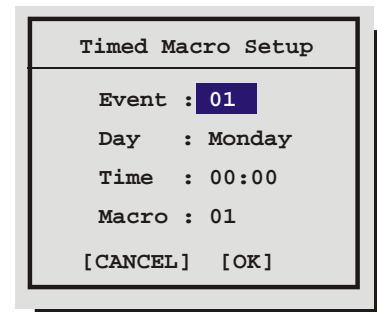 Timed Macro Setup
Event : 01
Day : Monday
Time : 00:00
Macro : 01
[CANCEL] [OK]